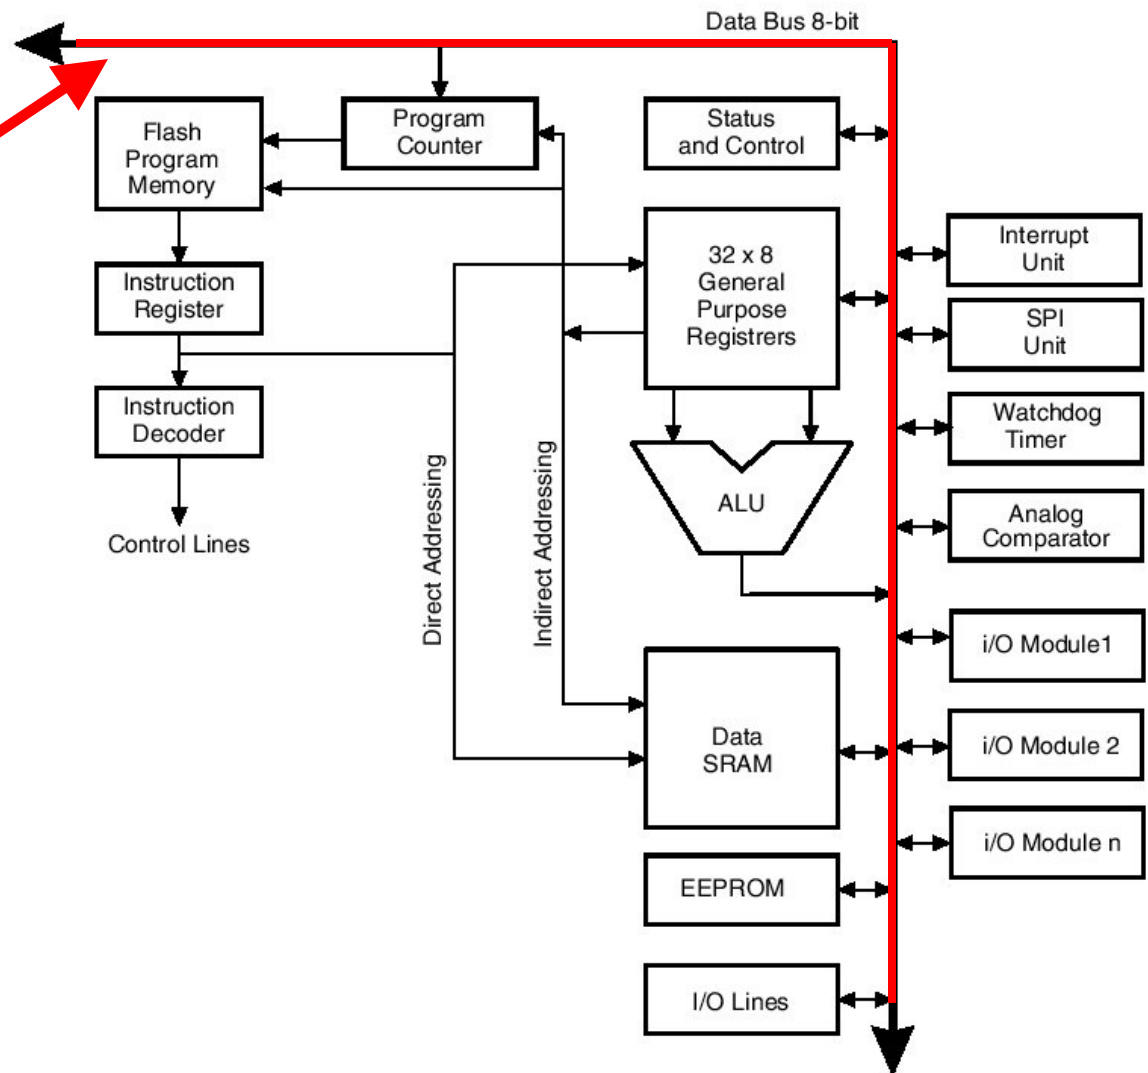 Data Bus 8-bit
Flash
Program
Memory
Program
Counter
Status
and Control
Interrupt
Unit
32 x 8
General
Purpose
Registrers
Instruction
Register
SPI
Unit
Instruction
Decoder
Watchdog
Timer
Control Lines
Direct Addressing
Indirect Addressing
ALU
Analog
Comparator
i/O Module1
Data
SRAM
i/O Module 2
i/O Module n
EEPROM
I/O Lines